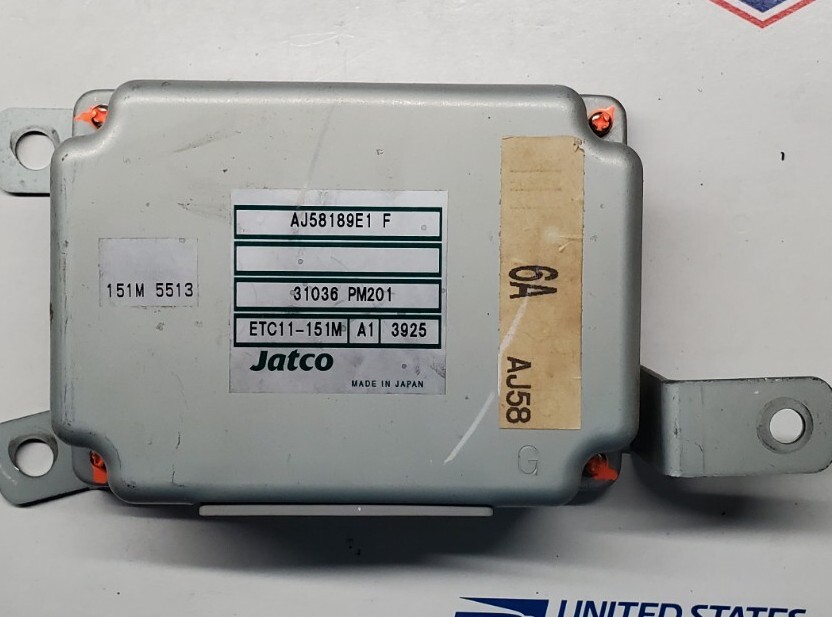 AJ58189E1 F
151M 5513
31036 PM201
ETC11-151M A1 3925
Jatco
MADE IN JAPAN
6A AJ58
G
UNITED STATES